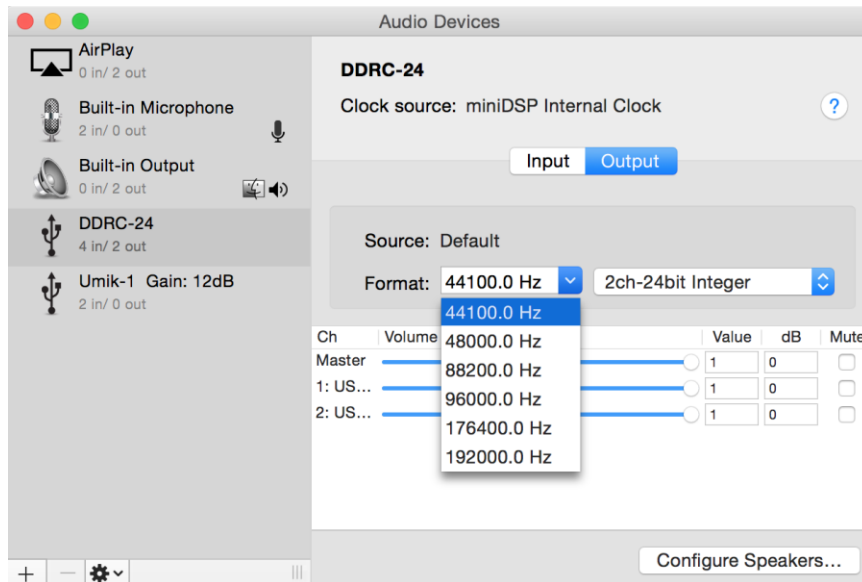 Audio Devices
AirPlay
0 in/ 2 out
Built-in Microphone
2 in/ 0 out
Built-in Output
0 in/ 2 out
DDRC-24
4 in/ 2 out
Umik-1 Gain: 12dB
2 in/ 0 out
DDRC-24
Clock source: miniDSP Internal Clock
?
Input Output
Source: Default
Format: 44100.0 Hz 2ch-24bit Integer
44100.0 Hz
48000.0 Hz
88200.0 Hz
96000.0 Hz
176400.0 Hz
192000.0 Hz
Ch Volume Value dB Mute
Master 1 0
1: US... 1 0
2: US... 1 0
Configure Speakers...